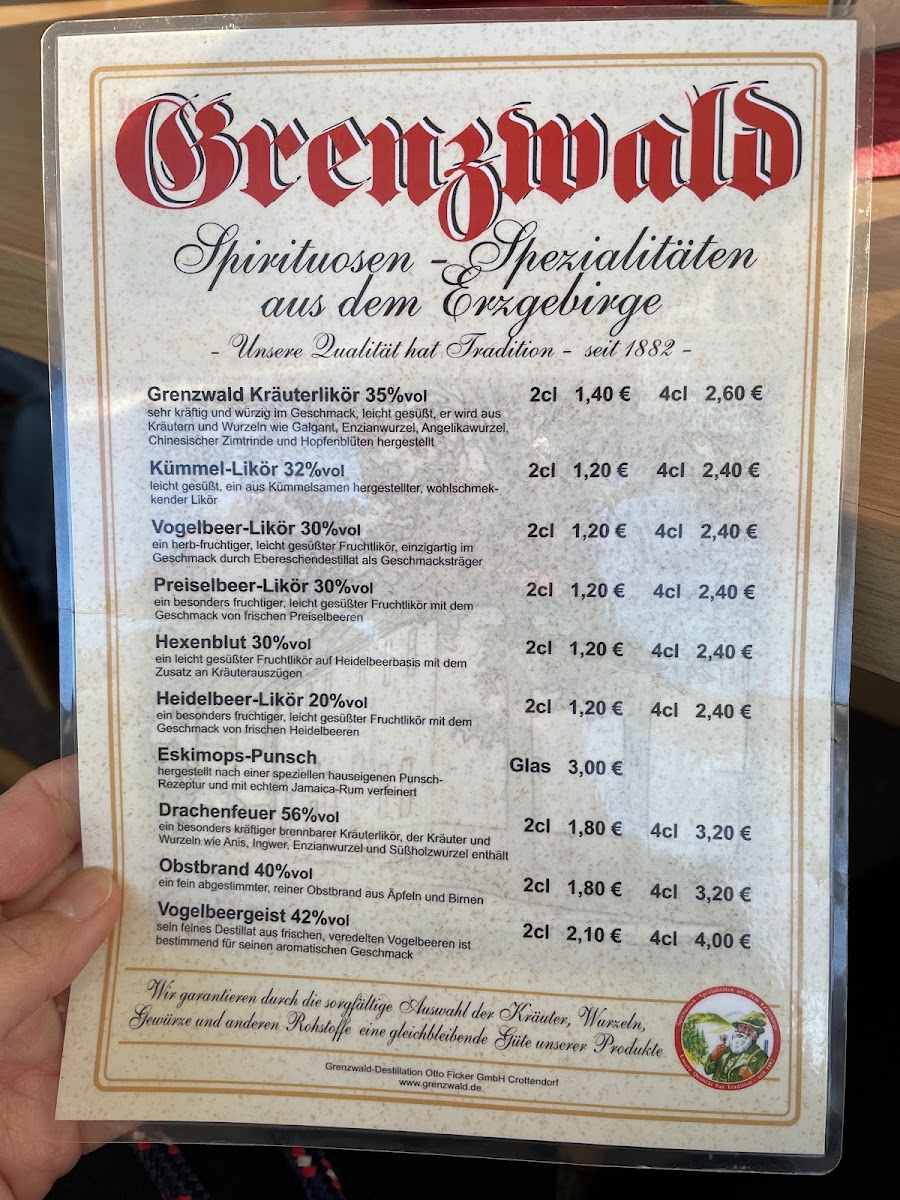 Grenzwald
Spirituosen - Spezialitäten
aus dem Erzgebirge
- Unsere Qualität hat Tradition - seit 1882 -
Grenzwald Kräuterlikör 35%vol 2cl 1,40 € 4cl 2,60 €
sehr kräftig und würzig im Geschmack, leicht gesüßt, er wird aus
Kräutern und Wurzeln wie Galgant, Enzianwurzel, Angelikawurzel,
Chinesischer Zimtrinde und Hopfenblüten hergestellt
Kümmel-Likör 32%vol 2cl 1,20 € 4cl 2,40 €
leicht gesüßt, ein aus Kümmelsamen hergestellter, wohlschmek-
kender Likör
Vogelbeer-Likör 30%vol 2cl 1,20 € 4cl 2,40 €
ein herb-fruchtiger, leicht gesüßter Fruchtlikör, einzigartig im
Geschmack durch Ebereschendestillat als Geschmacksträger
Preiselbeer-Likör 30%vol 2cl 1,20 € 4cl 2,40 €
ein besonders fruchtiger, leicht gesüßter Fruchtlikör mit dem
Geschmack von frischen Preiselbeeren
Hexenblut 30%vol 2cl 1,20 € 4cl 2,40 €
ein leicht gesüßter Fruchtlikör auf Heidelbeerbasis mit dem
Zusatz an Kräuterauszügen
Heidelbeer-Likör 20%vol 2cl 1,20 € 4cl 2,40 €
ein besonders fruchtiger, leicht gesüßter Fruchtlikör mit dem
Geschmack von frischen Heidelbeeren
Eskimops-Punsch Glas 3,00 €
hergestellt nach einer speziellen hauseigenen Punsch-
Rezeptur und mit echtem Jamaica-Rum verfeinert
Drachenfeuer 56%vol 2cl 1,80 € 4cl 3,20 €
ein besonders kräftiger brennbarer Kräuterlikör, der Kräuter und
Wurzeln wie Anis, Ingwer, Enzianwurzel und Süßholzwurzel enthält
Obstbrand 40%vol 2cl 1,80 € 4cl 3,20 €
ein fein abgestimmter, reiner Obstbrand aus Äpfeln und Birnen
Vogelbeergeist 42%vol 2cl 2,10 € 4cl 4,00 €
sein feines Destillat aus frischen, veredelten Vogelbeeren ist
bestimmend für seinen aromatischen Geschmack
Wir garantieren durch die sorgfältige Auswahl der Kräuter, Wurzeln,
Gewürze und anderen Rohstoffe eine gleichbleibende Güte unserer Produkte
Spirituosen - Spezialitäten aus dem Erzgebirge
Unsere Qualität hat Tradition - seit 1882
Grenzwald-Destillation Otto Ficker GmbH Crottendorf
www.grenzwald.de